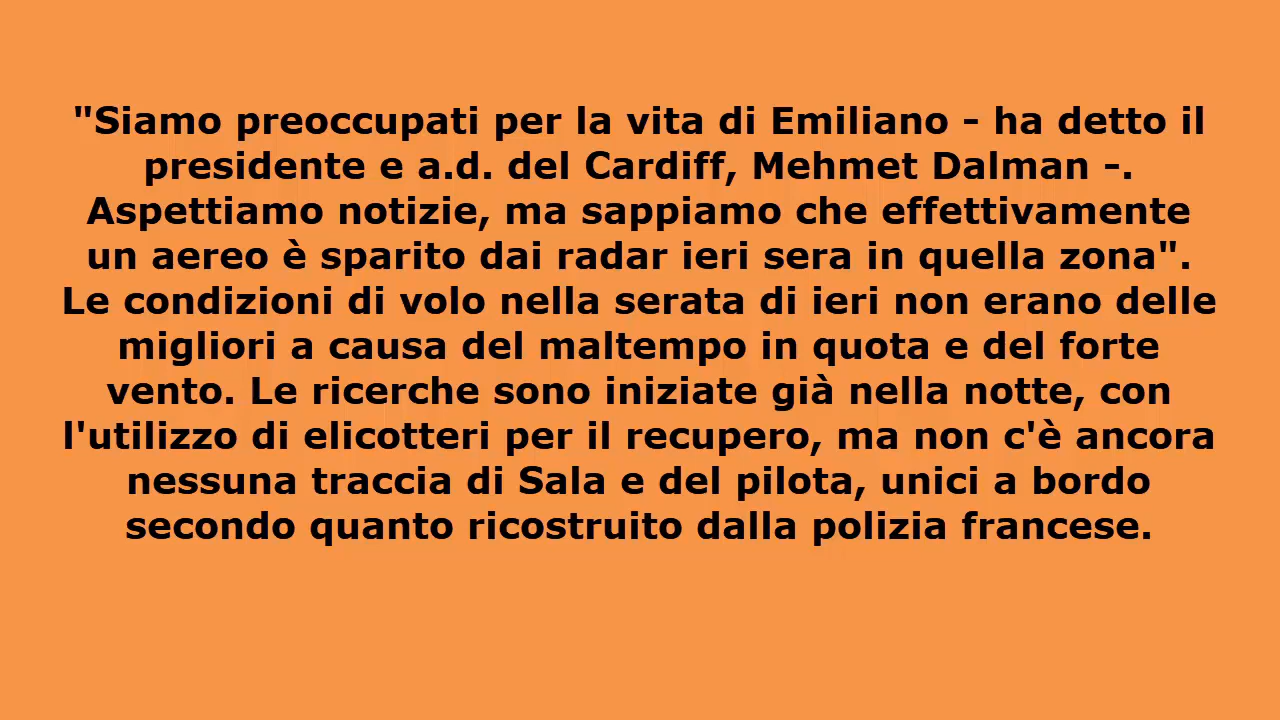 "Siamo preoccupati per la vita di Emiliano - ha detto il
presidente e a.d. del Cardiff, Mehmet Dalman -.
Aspettiamo notizie, ma sappiamo che effettivamente
un aereo è sparito dai radar ieri sera in quella zona".
Le condizioni di volo nella serata di ieri non erano delle
migliori a causa del maltempo in quota e del forte
vento. Le ricerche sono iniziate già nella notte, con
l'utilizzo di elicotteri per il recupero, ma non c'è ancora
nessuna traccia di Sala e del pilota, unici a bordo
secondo quanto ricostruito dalla polizia francese.